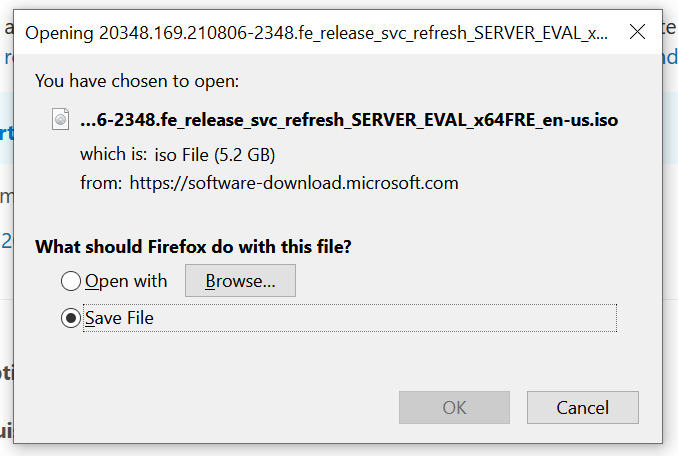 Opening 20348.169.210806-2348.fe_release_svc_refresh_SERVER_EVAL_x...
You have chosen to open:
...6-2348.fe_release_svc_refresh_SERVER_EVAL_x64FRE_en-us.iso
which is: iso File (5.2 GB)
from: https://software-download.microsoft.com
What should Firefox do with this file?
Open with
Browse...
Save File
OK
Cancel